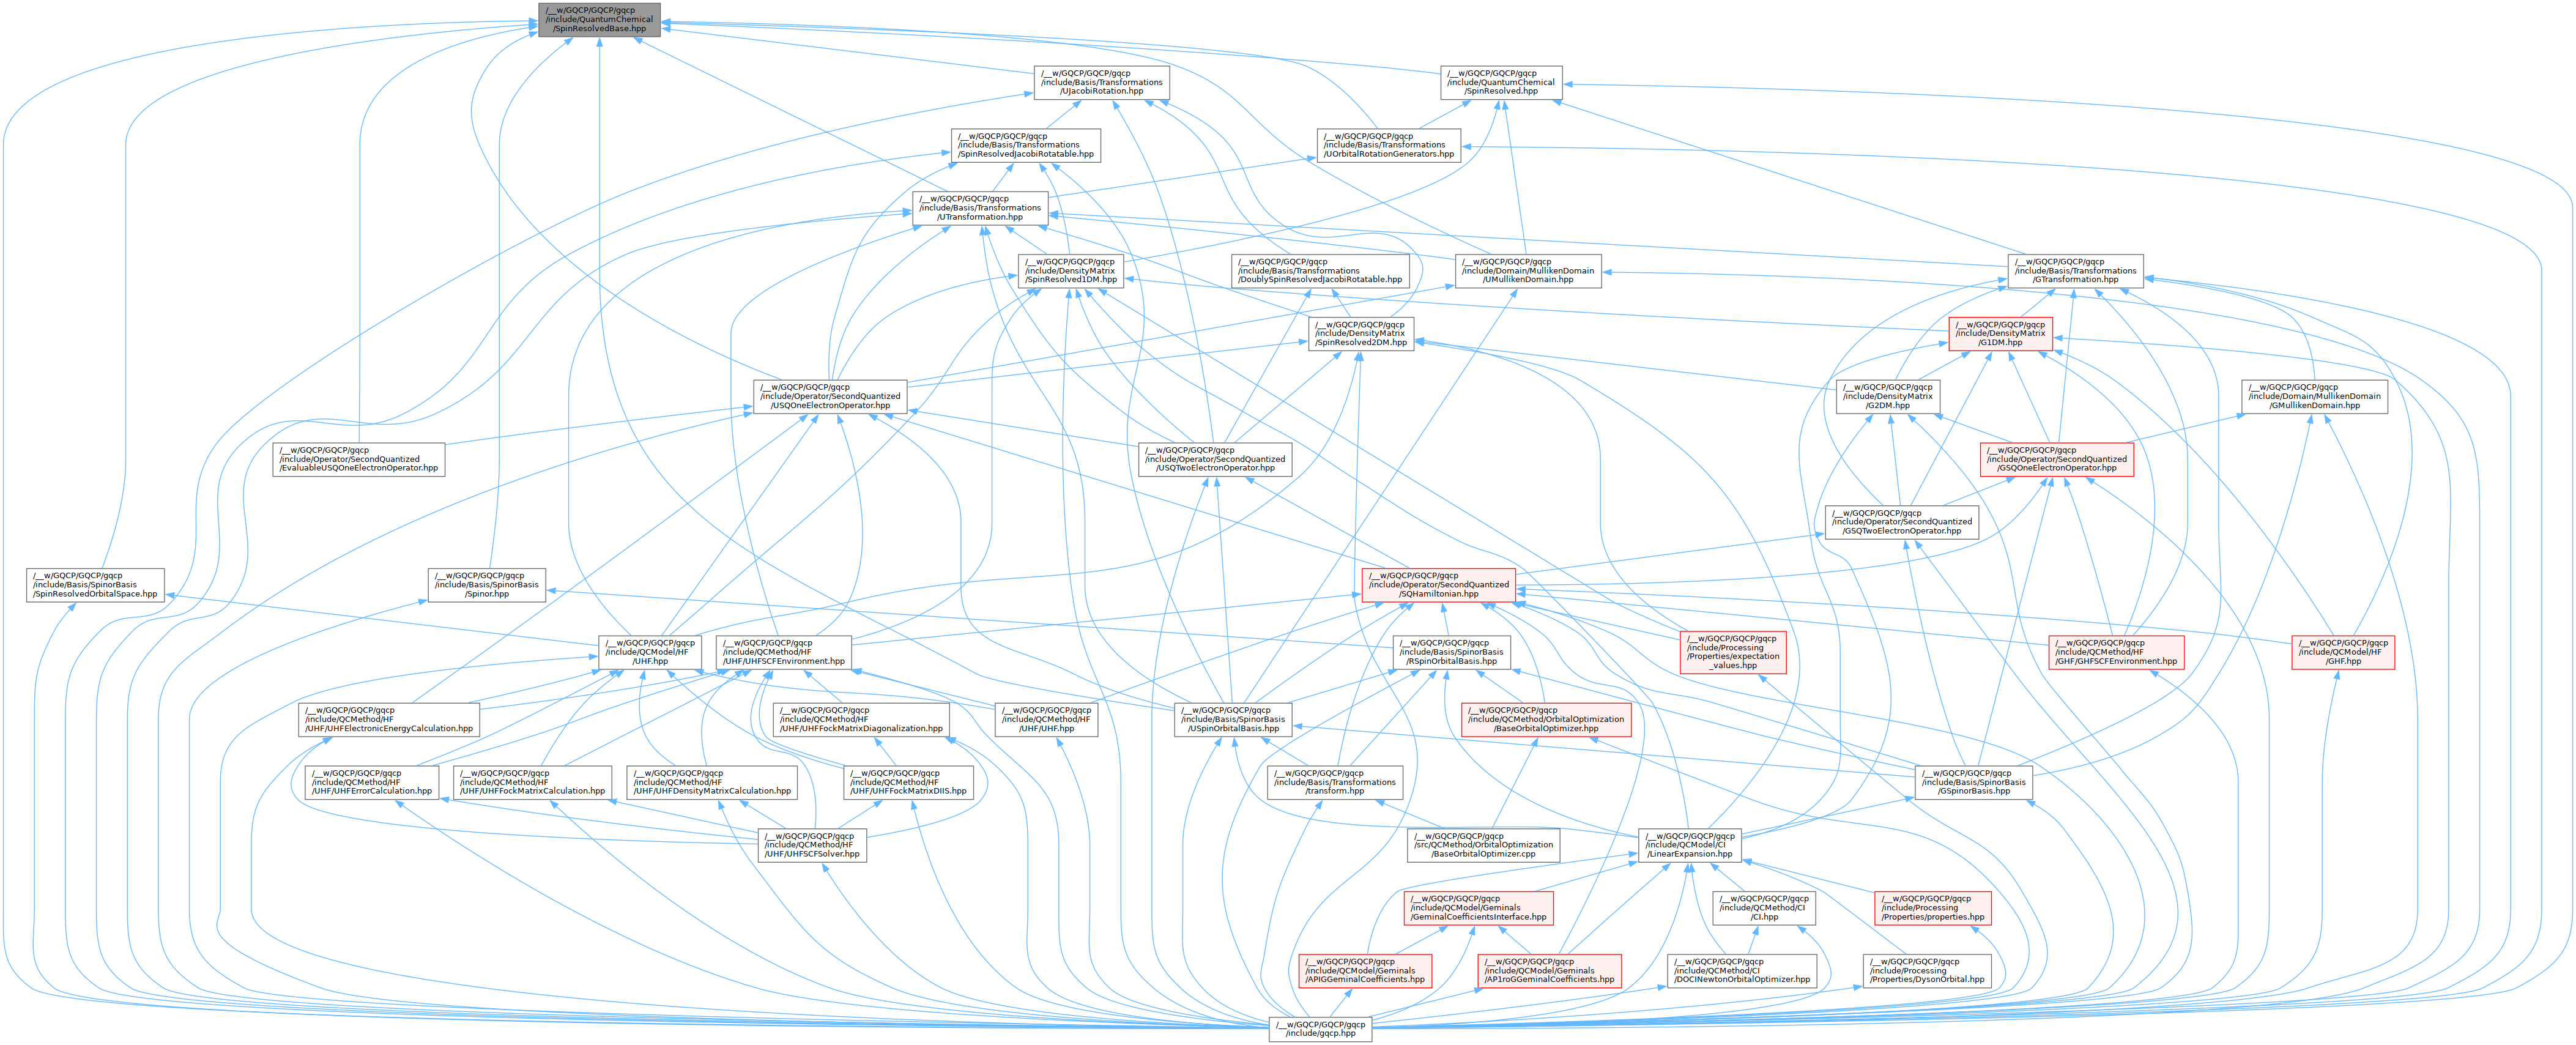 /__w/GQCP/GQCP/gqcp
/include/QuantumChemical
/SpinResolvedBase.hpp
/__w/GQCP/GQCP/gqcp
/include/Basis/Transformations
/UJacobiRotation.hpp
/__w/GQCP/GQCP/gqcp
/include/QuantumChemical
/SpinResolved.hpp
/__w/GQCP/GQCP/gqcp
/include/Basis/Transformations
/SpinResolvedJacobiRotatable.hpp
/__w/GQCP/GQCP/gqcp
/include/Basis/Transformations
/UOrbitalRotationGenerators.hpp
/__w/GQCP/GQCP/gqcp
/include/Basis/Transformations
/UTransformation.hpp
/__w/GQCP/GQCP/gqcp
/include/DensityMatrix
/SpinResolved1DM.hpp
/__w/GQCP/GQCP/gqcp
/include/Basis/Transformations
/DoublySpinResolvedJacobiRotatable.hpp
/__w/GQCP/GQCP/gqcp
/include/Domain/MullikenDomain
/UMullikenDomain.hpp
/__w/GQCP/GQCP/gqcp
/include/Basis/Transformations
/GTransformation.hpp
/__w/GQCP/GQCP/gqcp
/include/DensityMatrix
/SpinResolved2DM.hpp
/__w/GQCP/GQCP/gqcp
/include/DensityMatrix
/G1DM.hpp
/__w/GQCP/GQCP/gqcp
/include/Operator/SecondQuantized
/USQOneElectronOperator.hpp
/__w/GQCP/GQCP/gqcp
/include/DensityMatrix
/G2DM.hpp
/__w/GQCP/GQCP/gqcp
/include/Domain/MullikenDomain
/GMullikenDomain.hpp
/__w/GQCP/GQCP/gqcp
/include/Operator/SecondQuantized
/EvaluableUSQOneElectronOperator.hpp
/__w/GQCP/GQCP/gqcp
/include/Operator/SecondQuantized
/USQTwoElectronOperator.hpp
/__w/GQCP/GQCP/gqcp
/include/Operator/SecondQuantized
/GSQOneElectronOperator.hpp
/__w/GQCP/GQCP/gqcp
/include/Operator/SecondQuantized
/GSQTwoElectronOperator.hpp
/__w/GQCP/GQCP/gqcp
/include/Basis/SpinorBasis
/SpinResolvedOrbitalSpace.hpp
/__w/GQCP/GQCP/gqcp
/include/Basis/SpinorBasis
/Spinor.hpp
/__w/GQCP/GQCP/gqcp
/include/Operator/SecondQuantized
/SQHamiltonian.hpp
/__w/GQCP/GQCP/gqcp
/include/QCModel/HF
/UHF.hpp
/__w/GQCP/GQCP/gqcp
/include/QCMethod/HF
/UHF/UHFSCFEnvironment.hpp
/__w/GQCP/GQCP/gqcp
/include/Basis/SpinorBasis
/RSpinOrbitalBasis.hpp
/__w/GQCP/GQCP/gqcp
/include/Processing
/Properties/expectation
_values.hpp
/__w/GQCP/GQCP/gqcp
/include/QCMethod/HF
/GHF/GHFSCFEnvironment.hpp
/__w/GQCP/GQCP/gqcp
/include/QCModel/HF
/GHF.hpp
/__w/GQCP/GQCP/gqcp
/include/QCMethod/HF
/UHF/UHFElectronicEnergyCalculation.hpp
/__w/GQCP/GQCP/gqcp
/include/QCMethod/HF
/UHF/UHFFockMatrixDiagonalization.hpp
/__w/GQCP/GQCP/gqcp
/include/QCMethod/HF
/UHF/UHF.hpp
/__w/GQCP/GQCP/gqcp
/include/Basis/SpinorBasis
/USpinOrbitalBasis.hpp
/__w/GQCP/GQCP/gqcp
/include/QCMethod/OrbitalOptimization
/BaseOrbitalOptimizer.hpp
/__w/GQCP/GQCP/gqcp
/include/QCMethod/HF
/UHF/UHFErrorCalculation.hpp
/__w/GQCP/GQCP/gqcp
/include/QCMethod/HF
/UHF/UHFFockMatrixCalculation.hpp
/__w/GQCP/GQCP/gqcp
/include/QCMethod/HF
/UHF/UHFDensityMatrixCalculation.hpp
/__w/GQCP/GQCP/gqcp
/include/QCMethod/HF
/UHF/UHFFockMatrixDIIS.hpp
/__w/GQCP/GQCP/gqcp
/include/Basis/Transformations
/transform.hpp
/__w/GQCP/GQCP/gqcp
/include/Basis/SpinorBasis
/GSpinorBasis.hpp
/__w/GQCP/GQCP/gqcp
/include/QCMethod/HF
/UHF/UHFSCFSolver.hpp
/__w/GQCP/GQCP/gqcp
/src/QCMethod/OrbitalOptimization
/BaseOrbitalOptimizer.cpp
/__w/GQCP/GQCP/gqcp
/include/QCModel/CI
/LinearExpansion.hpp
/__w/GQCP/GQCP/gqcp
/include/QCModel/Geminals
/GeminalCoefficientsInterface.hpp
/__w/GQCP/GQCP/gqcp
/include/QCMethod/CI
/CI.hpp
/__w/GQCP/GQCP/gqcp
/include/Processing
/Properties/properties.hpp
/__w/GQCP/GQCP/gqcp
/include/QCModel/Geminals
/APIGGeminalCoefficients.hpp
/__w/GQCP/GQCP/gqcp
/include/QCModel/Geminals
/AP1roGGeminalCoefficients.hpp
/__w/GQCP/GQCP/gqcp
/include/QCMethod/CI
/DOCINewtonOrbitalOptimizer.hpp
/__w/GQCP/GQCP/gqcp
/include/Processing
/Properties/DysonOrbital.hpp
/__w/GQCP/GQCP/gqcp
/include/gqcp.hpp